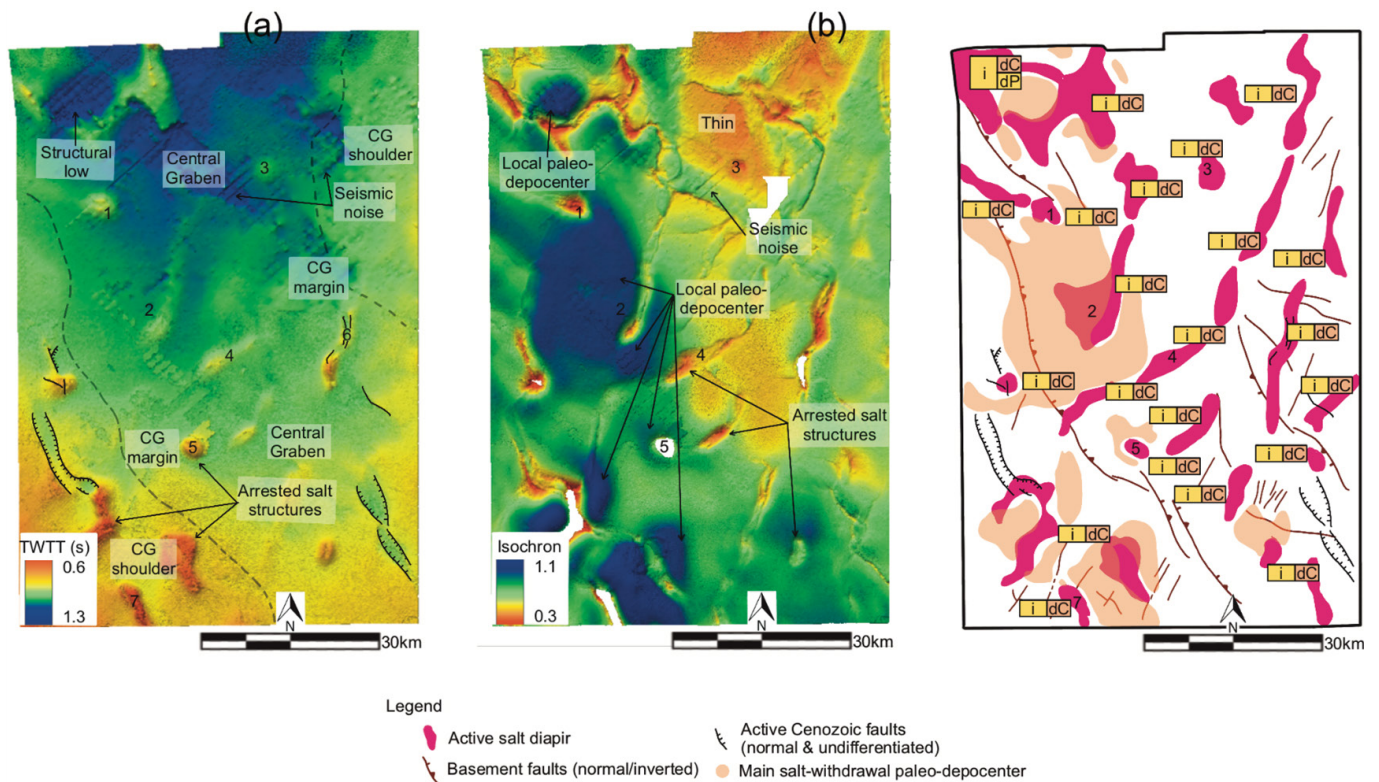 (a)
Structural
low
Central
Graben
3
CG
shoulder
Seismic
noise
1
CG
margin
2
4
6
CG
margin
5
Central
Graben
Arrested salt
structures
CG
shoulder
7
TWTT (s)
0.6
1.3
N
30km
(b)
Thin
3
Local paleo-
depocenter
1
Seismic
noise
Local paleo-
depocenter
2
4
Arrested salt
structures
5
Isochron
1.1
0.3
N
30km
i dC
dP
i dC
i dC
i dC
3
i dC
i dC
1
i dC
i dC
i dC
i dC
2
i dC
i dC
4
i dC
i dC
i dC
i dC
5
i dC
i dC
i dC
i dC
i dC
i dC
7
N
30km
Legend
Active salt diapir
Basement faults (normal/inverted)
Active Cenozoic faults
(normal & undifferentiated)
Main salt-withdrawal paleo-depocenter